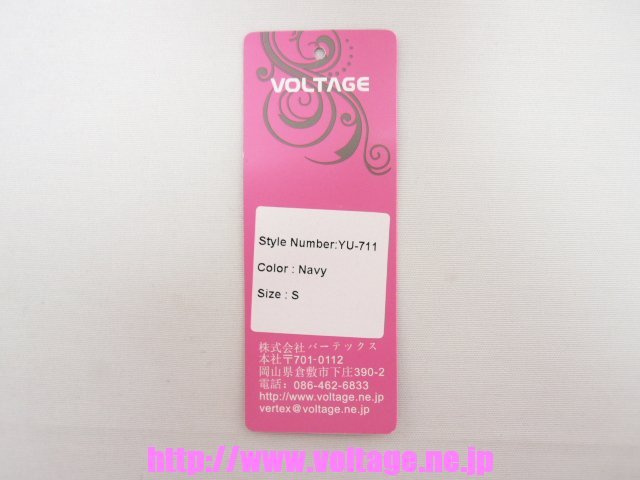 VOLTAGE
Style Number:YU-711
Color : Navy
Size : S
株式会社バーテックス
本社〒701-0112
岡山県倉敷市下庄390-2
電話：086-462-6833
http://www.voltage.ne.jp
vertex@voltage.ne.jp
http://www.voltage.ne.jp